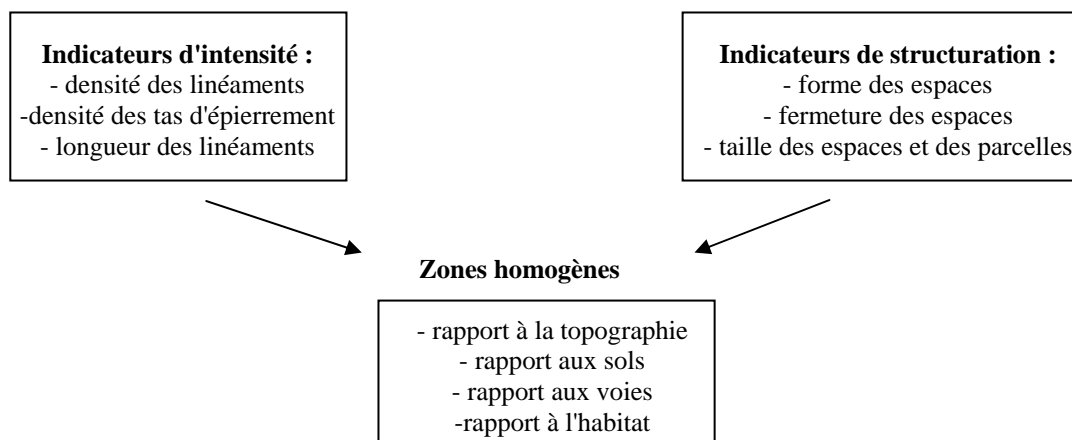 Indicateurs d'intensité :
- densité des linéaments
-densité des tas d'épierrement
- longueur des linéaments
Indicateurs de structuration :
- forme des espaces
- fermeture des espaces
- taille des espaces et des parcelles
Zones homogènes
- rapport à la topographie
- rapport aux sols
- rapport aux voies
-rapport à l'habitat